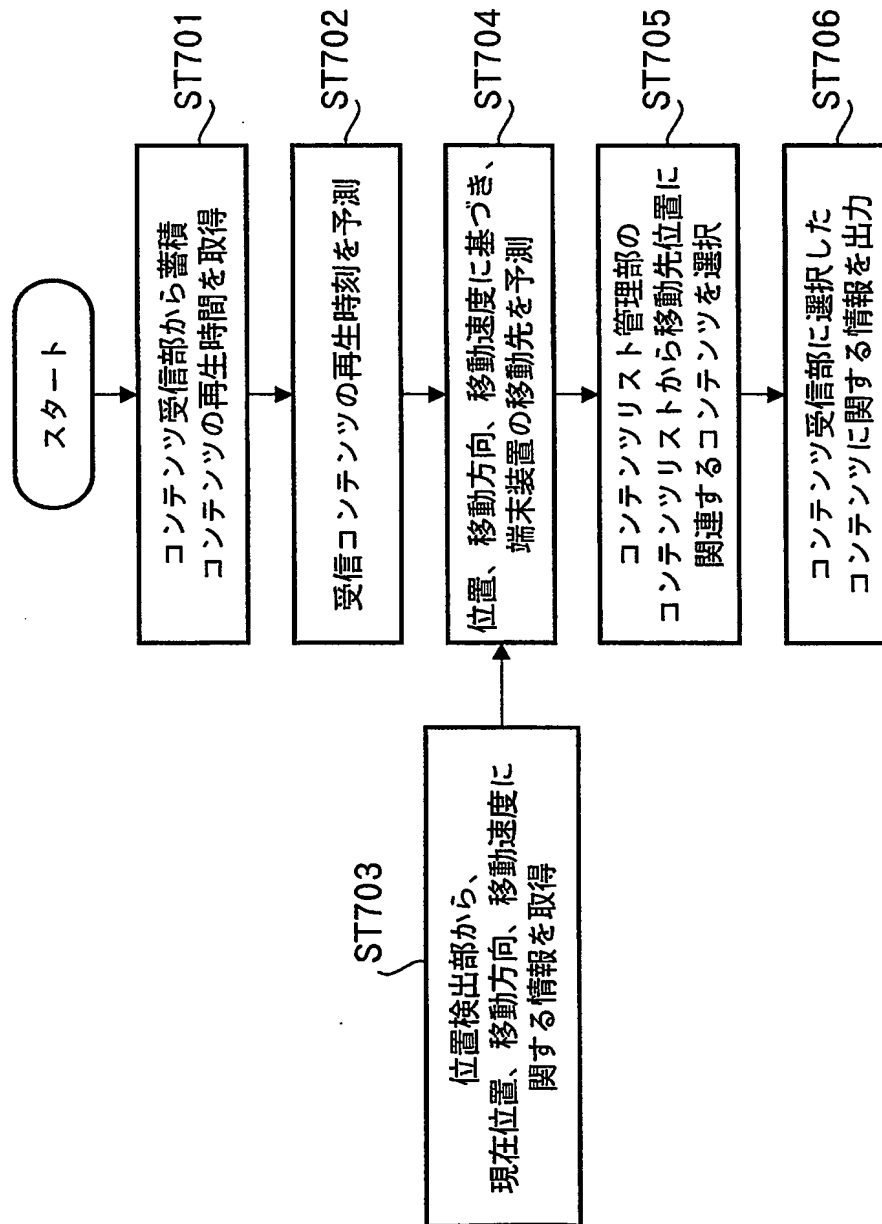 スタート
ST701
コンテンツ受信部から蓄積
コンテンツの再生時間を取得
ST702
受信コンテンツの再生時刻を予測
ST703
位置検出部から、
現在位置、移動方向、移動速度に
関する情報を取得
ST704
位置、移動方向、移動速度に基づき、
端末装置の移動先を予測
ST705
コンテンツリスト管理部の
コンテンツリストから移動先位置に
関連するコンテンツを選択
ST706
コンテンツ受信部に選択した
コンテンツに関する情報を出力